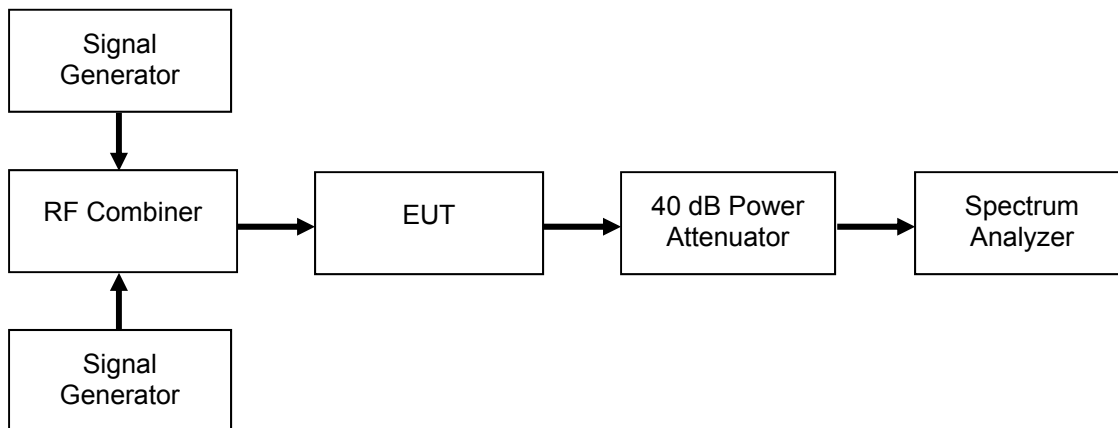 Signal
Generator
RF Combiner
EUT
40 dB Power
Attenuator
Spectrum
Analyzer
Signal
Generator